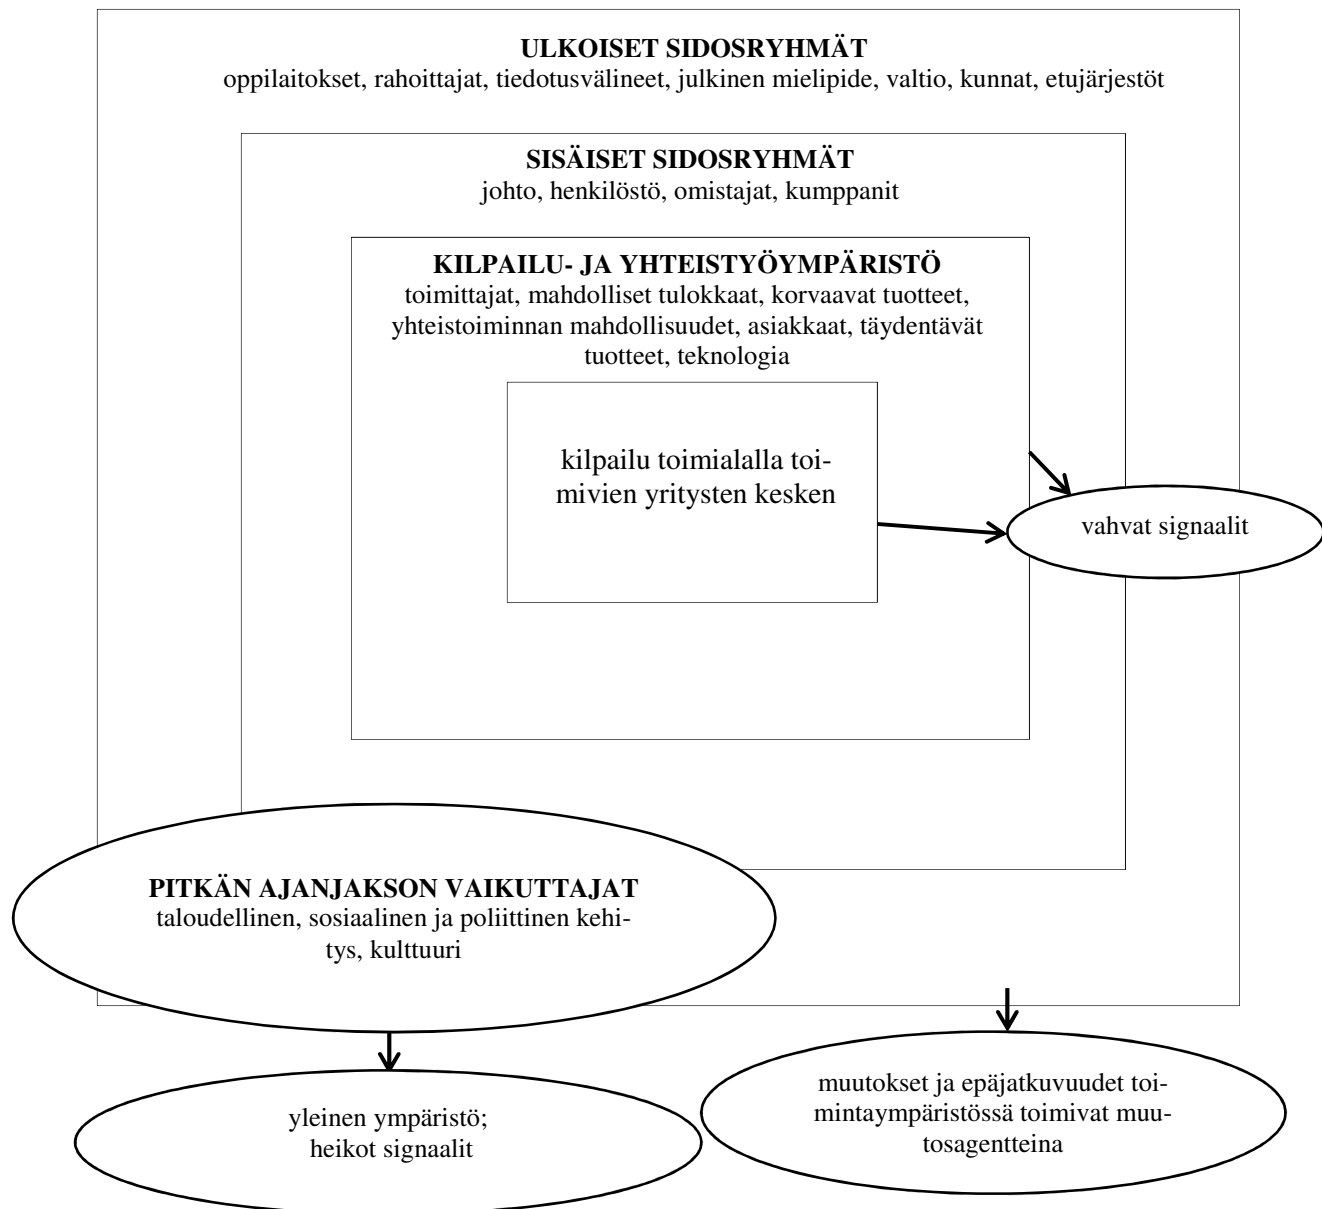 ULKOISET SIDOSRYHMÄT
oppilaitokset, rahoittajat, tiedotusvälineet, julkinen mielipide, valtio, kunnat, etujärjestöt
SISÄISET SIDOSRYHMÄT
johto, henkilöstö, omistajat, kumppanit
KILPAILU- JA YHTEISTYÖYMPÄRISTÖ
toimittajat, mahdolliset tulokkaat, korvaavat tuotteet,
yhteistoiminnan mahdollisuudet, asiakkaat, täydentävät
tuotteet, teknologia
kilpailu toimialalla toi-
mivien yritysten kesken
vahvat signaalit
PITKÄN AJANJAKSON VAIKUTTAJAT
taloudellinen, sosiaalinen ja poliittinen kehi-
tys, kulttuuri
yleinen ympäristö;
heikot signaalit
muutokset ja epäjatkuvuudet toi-
mintaympäristössä toimivat muu-
tosagentteina